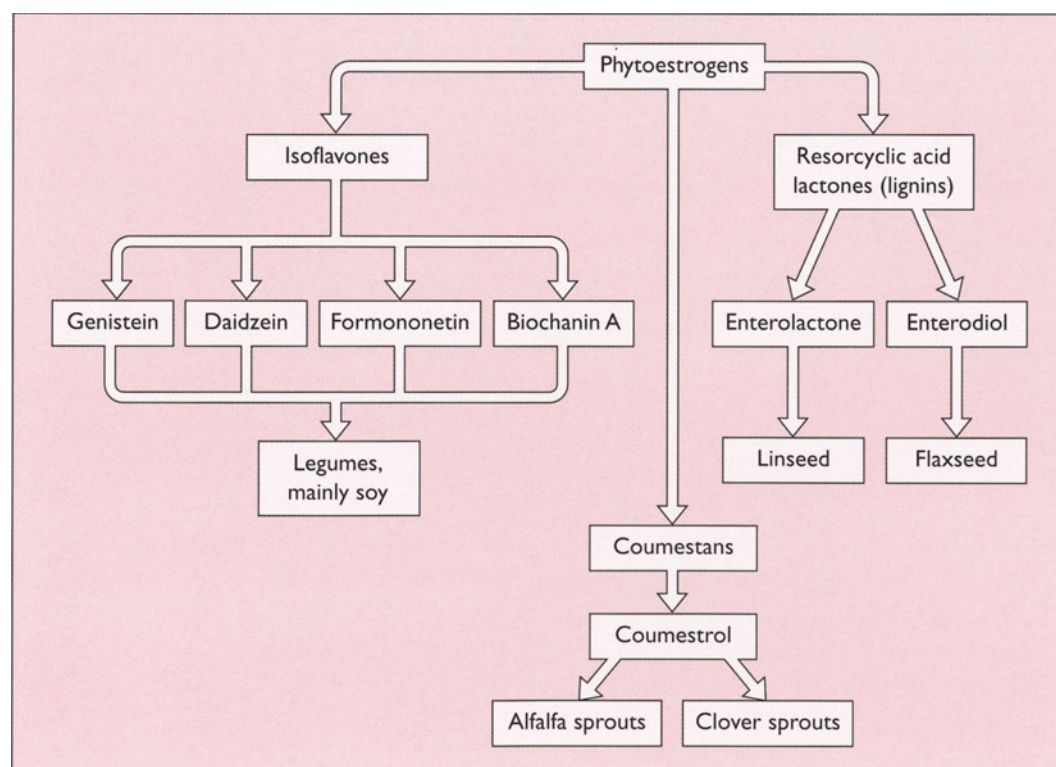 Phytoestrogens
Isoflavones
Resorcyclic acid
lactones (lignins)
Genistein
Daidzein
Formononetin
Biochanin A
Enterolactone
Enterodiol
Legumes,
mainly soy
Linseed
Flaxseed
Coumestans
Coumestrol
Alfalfa sprouts
Clover sprouts